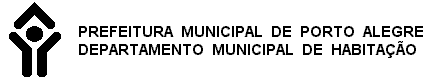 PREFEITURA MUNICIPAL DE PORTO ALEGRE
DEPARTAMENTO MUNICIPAL DE HABITAÇÃO